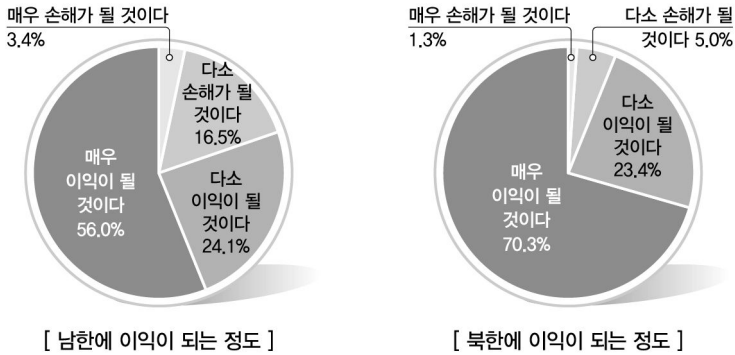 매우 손해가 될 것이다
3.4%
다소
손해가 될
것이다
16.5%
다소
이익이 될
것이다
24.1%
매우
이익이 될
것이다
56.0%
[ 남한에 이익이 되는 정도 ]
매우 손해가 될 것이다
1.3%
다소 손해가 될
것이다 5.0%
다소
이익이 될
것이다
23.4%
매우
이익이 될
것이다
70.3%
[ 북한에 이익이 되는 정도 ]